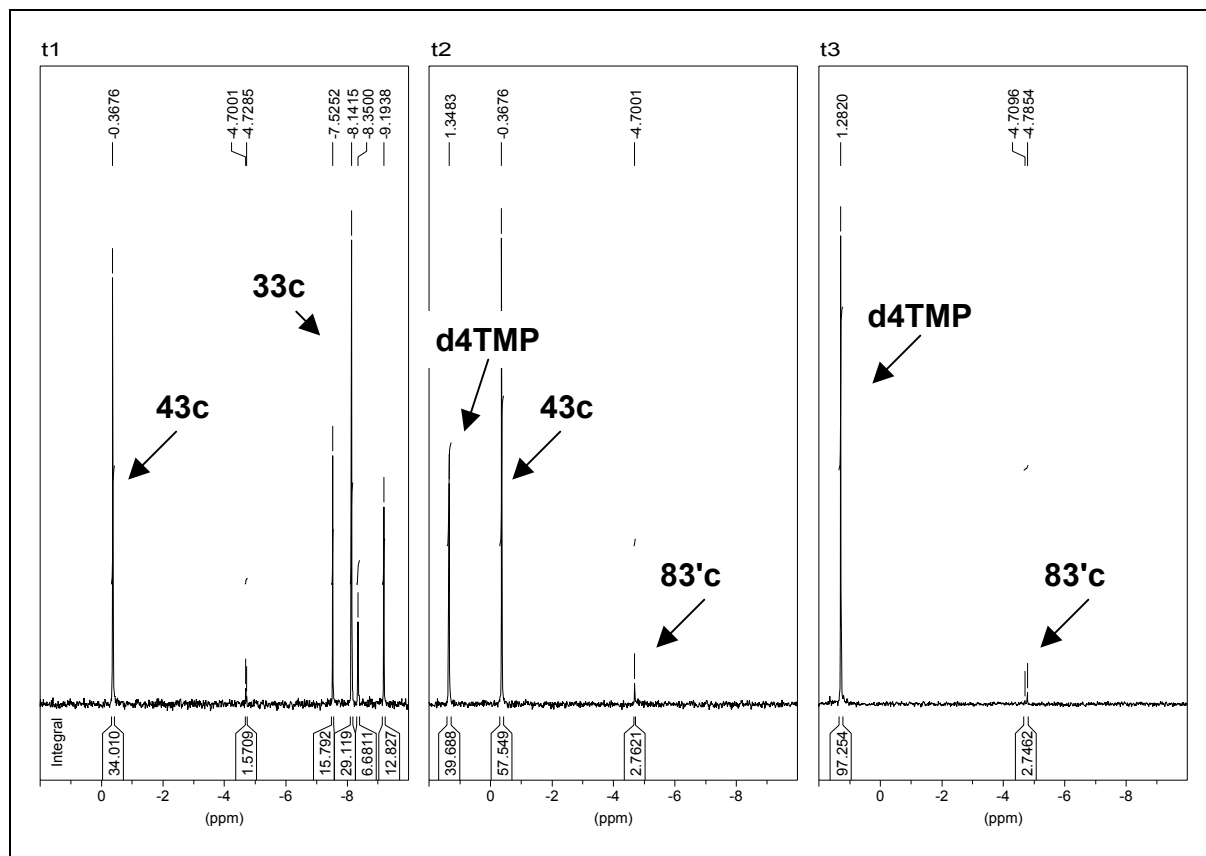 t1
-0.3676
-4.7001
-4.7285
-7.5252
-8.1415
-8.3500
-9.1938
33c
43c
Integral
34.010
1.5709
15.792
29.119
6.6811
12.827
0 -2 -4 -6 -8
(ppm)
t2
1.3483
-0.3676
-4.7001
d4TMP
43c
83'c
39.688
57.549
2.7621
0 -2 -4 -6 -8
(ppm)
t3
1.2820
-4.7096
-4.7854
d4TMP
83'c
97.254
2.7462
0 -2 -4 -6 -8
(ppm)